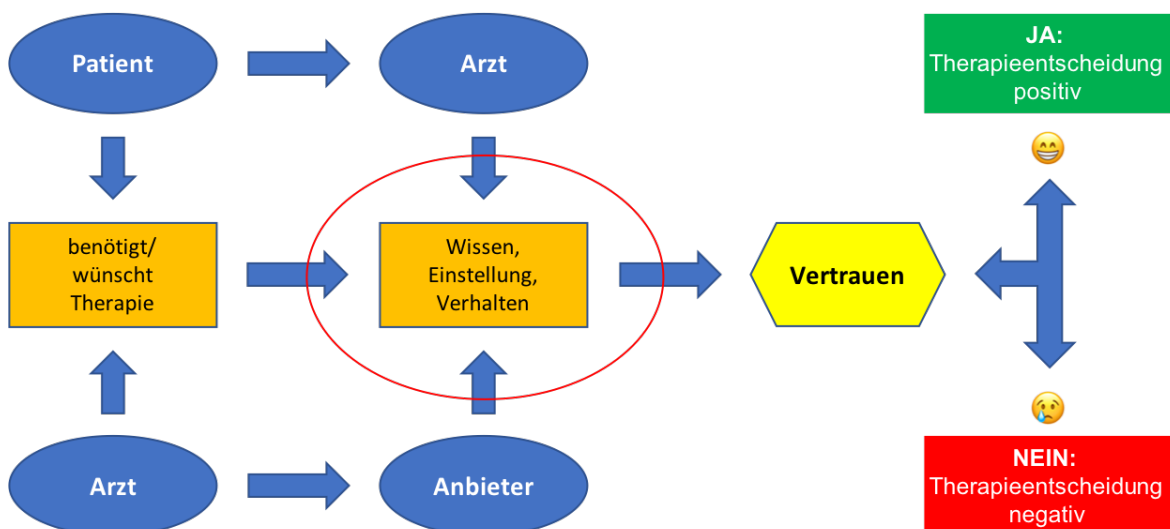 Patient
Arzt
JA:
Therapieentscheidung
positiv
benötigt/
wünscht
Therapie
Wissen,
Einstellung,
Verhalten
Vertrauen
Arzt
Anbieter
NEIN:
Therapieentscheidung
negativ